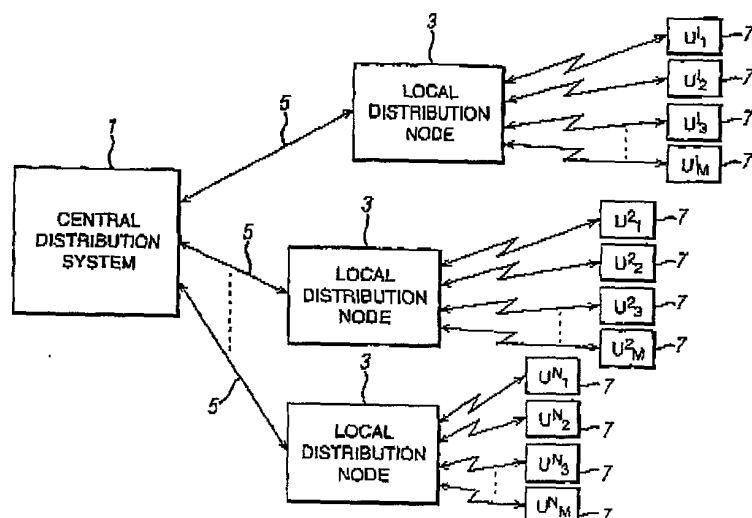 3
LOCAL
DISTRIBUTION
NODE
U¹₁ 7
U¹₂ 7
U¹₃ 7
U¹M 7
5
1
CENTRAL
DISTRIBUTION
SYSTEM
5
3
LOCAL
DISTRIBUTION
NODE
U²₁ 7
U²₂ 7
U²₃ 7
U²M 7
5
3
LOCAL
DISTRIBUTION
NODE
Uᴺ₁ 7
Uᴺ₂ 7
Uᴺ₃ 7
UᴺM 7